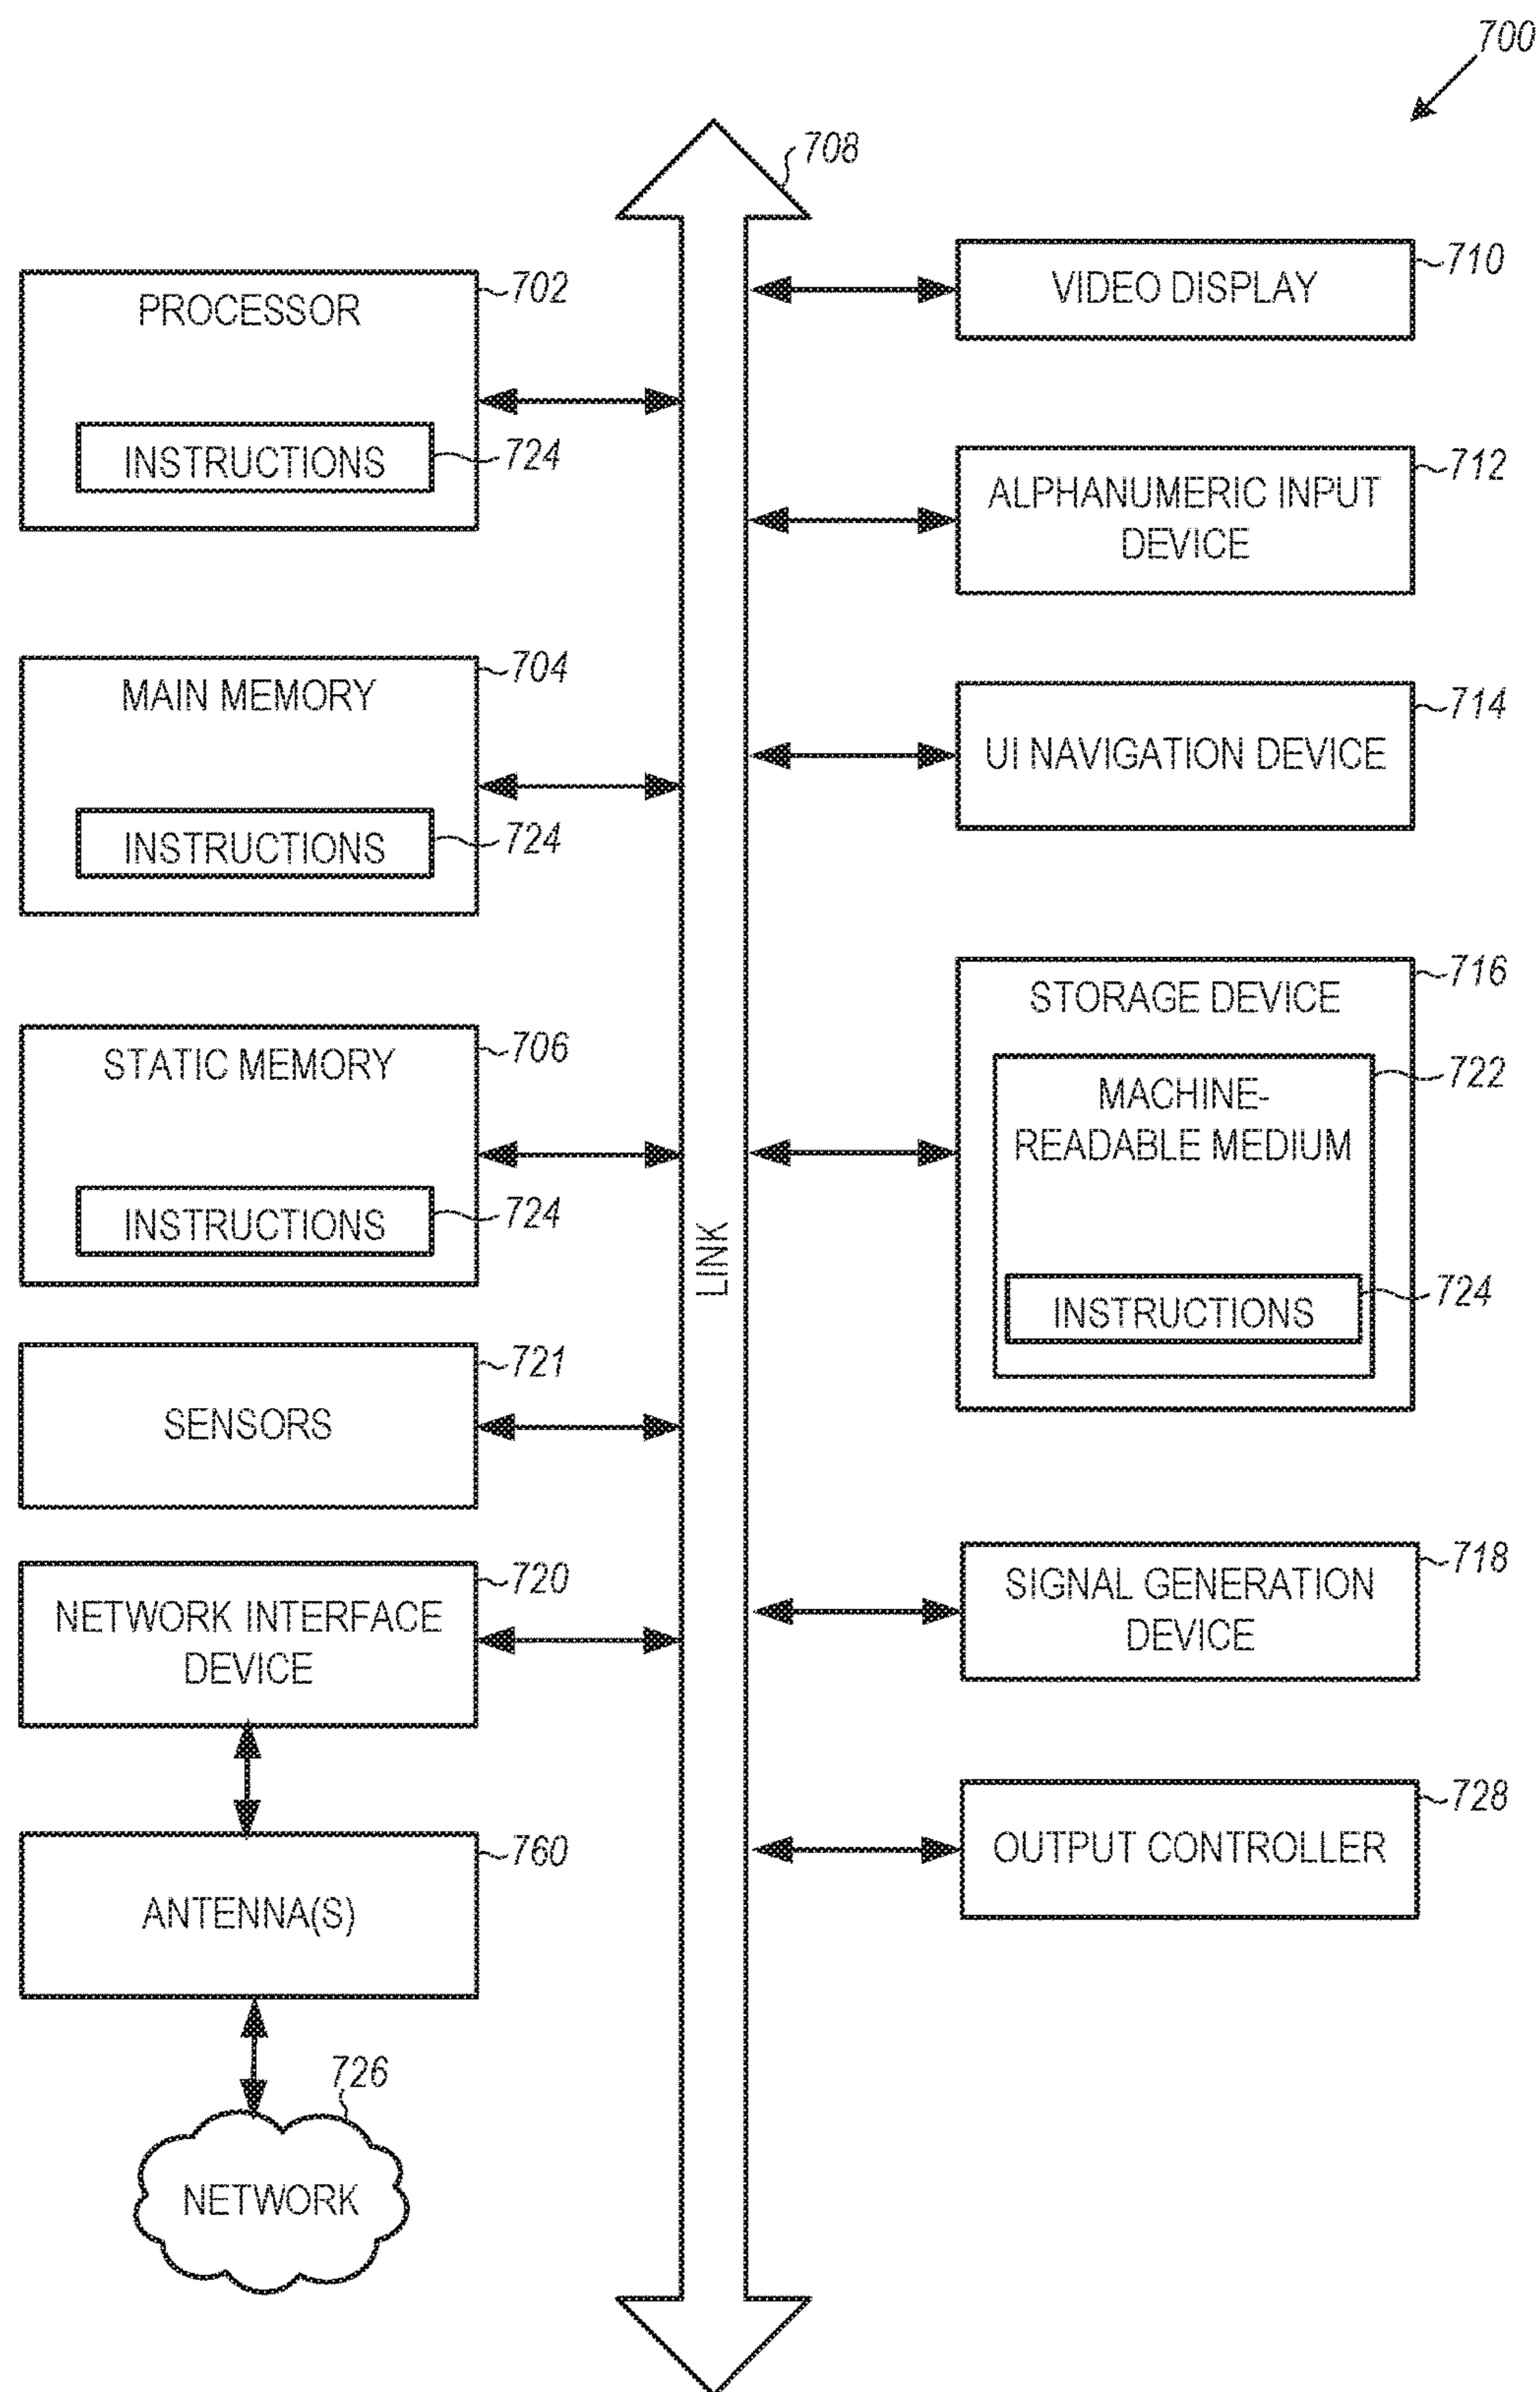 700
708
PROCESSOR
702
INSTRUCTIONS
724
MAIN MEMORY
704
INSTRUCTIONS
724
STATIC MEMORY
706
INSTRUCTIONS
724
SENSORS
721
NETWORK INTERFACE
DEVICE
720
ANTENNA(S)
760
726
NETWORK
LINK
VIDEO DISPLAY
710
ALPHANUMERIC INPUT
DEVICE
712
UI NAVIGATION DEVICE
714
STORAGE DEVICE
716
MACHINE-
READABLE MEDIUM
722
INSTRUCTIONS
724
SIGNAL GENERATION
DEVICE
718
OUTPUT CONTROLLER
728